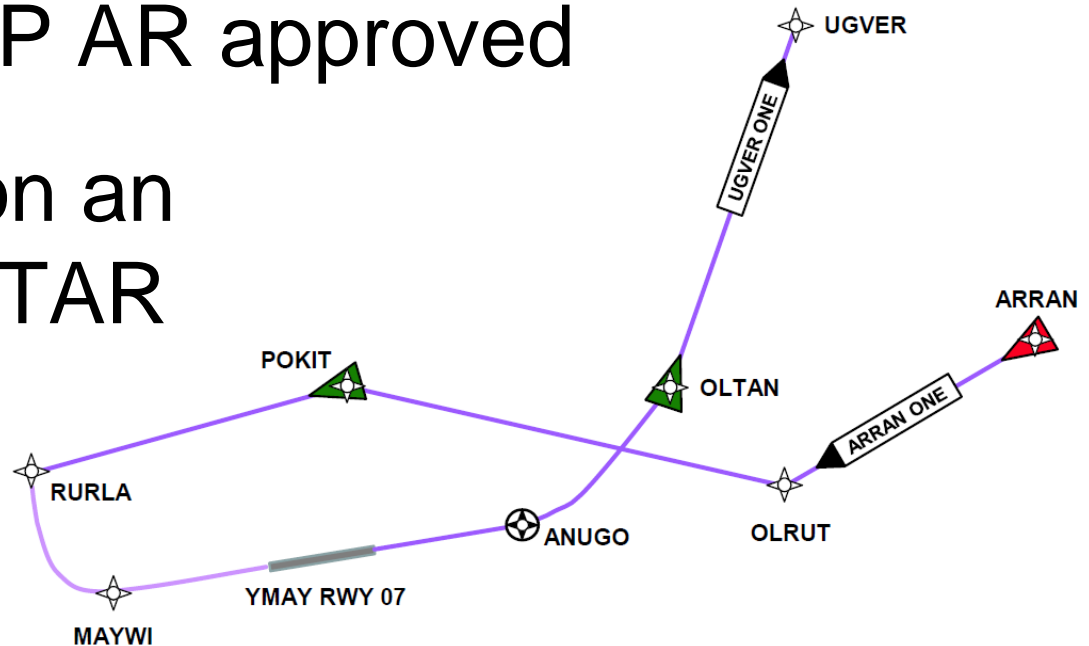 P AR approved
on an
TAR
UGVER
UGVER ONE
ARRAN
ARRAN ONE
POKIT
OLTAN
RURLA
ANUGO
OLRUT
YMAY RWY 07
MAYWI